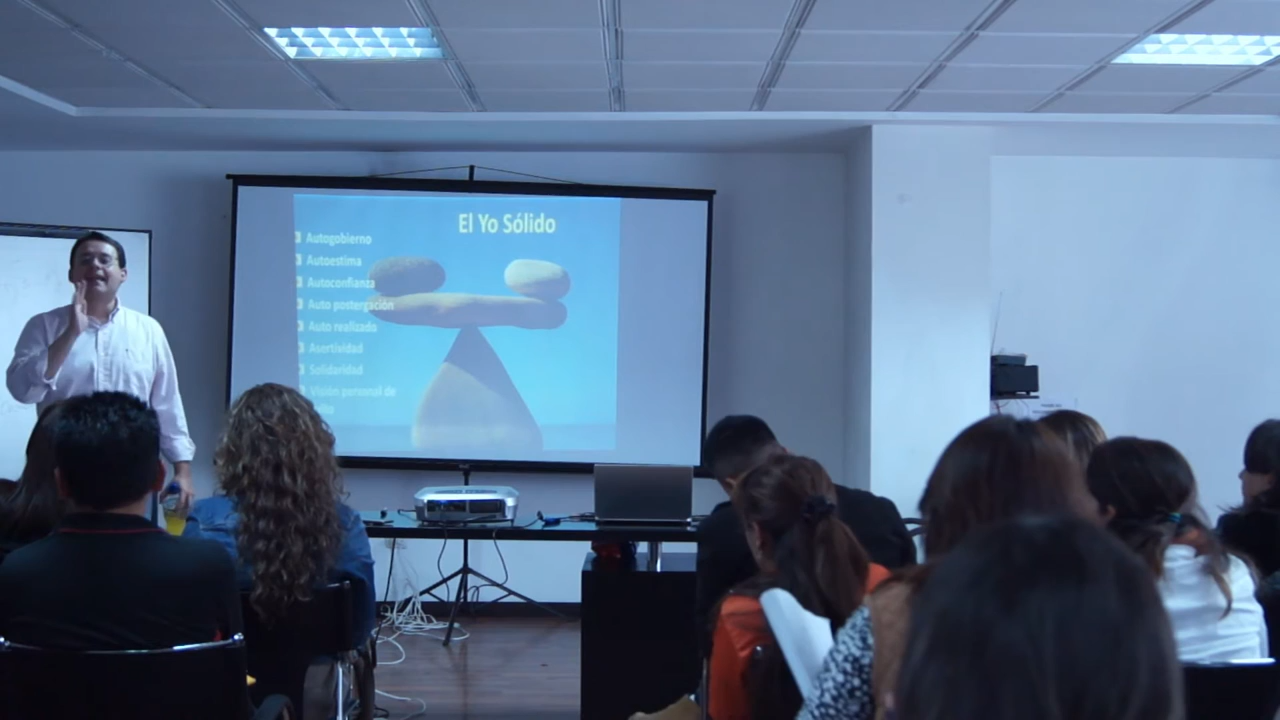 El Yo Sólido
Autogobierno
Autoestima
Autoconfianza
Auto postergación
Auto realizado
Asertividad
Solidaridad
Visión personal de